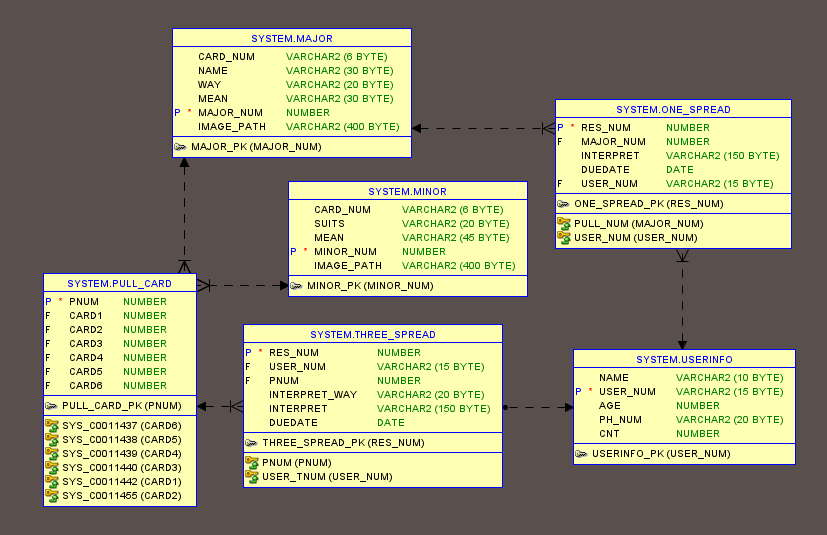 SYSTEM.MAJOR
CARD_NUM VARCHAR2 (6 BYTE)
NAME VARCHAR2 (30 BYTE)
WAY VARCHAR2 (20 BYTE)
MEAN VARCHAR2 (30 BYTE)
P * MAJOR_NUM NUMBER
IMAGE_PATH VARCHAR2 (400 BYTE)
MAJOR_PK (MAJOR_NUM)
SYSTEM.ONE_SPREAD
P * RES_NUM NUMBER
F MAJOR_NUM NUMBER
INTERPRET VARCHAR2 (150 BYTE)
DUEDATE DATE
F USER_NUM VARCHAR2 (15 BYTE)
ONE_SPREAD_PK (RES_NUM)
PULL_NUM (MAJOR_NUM)
USER_NUM (USER_NUM)
SYSTEM.MINOR
CARD_NUM VARCHAR2 (6 BYTE)
SUITS VARCHAR2 (20 BYTE)
MEAN VARCHAR2 (45 BYTE)
P * MINOR_NUM NUMBER
IMAGE_PATH VARCHAR2 (400 BYTE)
MINOR_PK (MINOR_NUM)
SYSTEM.PULL_CARD
P * PNUM NUMBER
F CARD1 NUMBER
F CARD2 NUMBER
F CARD3 NUMBER
F CARD4 NUMBER
F CARD5 NUMBER
F CARD6 NUMBER
PULL_CARD_PK (PNUM)
SYS_C0011437 (CARD6)
SYS_C0011438 (CARD5)
SYS_C0011439 (CARD4)
SYS_C0011440 (CARD3)
SYS_C0011442 (CARD1)
SYS_C0011455 (CARD2)
SYSTEM.THREE_SPREAD
P * RES_NUM NUMBER
F USER_NUM VARCHAR2 (15 BYTE)
F PNUM NUMBER
INTERPRET_WAY VARCHAR2 (20 BYTE)
INTERPRET VARCHAR2 (150 BYTE)
DUEDATE DATE
THREE_SPREAD_PK (RES_NUM)
PNUM (PNUM)
USER_TNUM (USER_NUM)
SYSTEM.USERINFO
NAME VARCHAR2 (10 BYTE)
P * USER_NUM VARCHAR2 (15 BYTE)
AGE NUMBER
PH_NUM VARCHAR2 (20 BYTE)
CNT NUMBER
USERINFO_PK (USER_NUM)